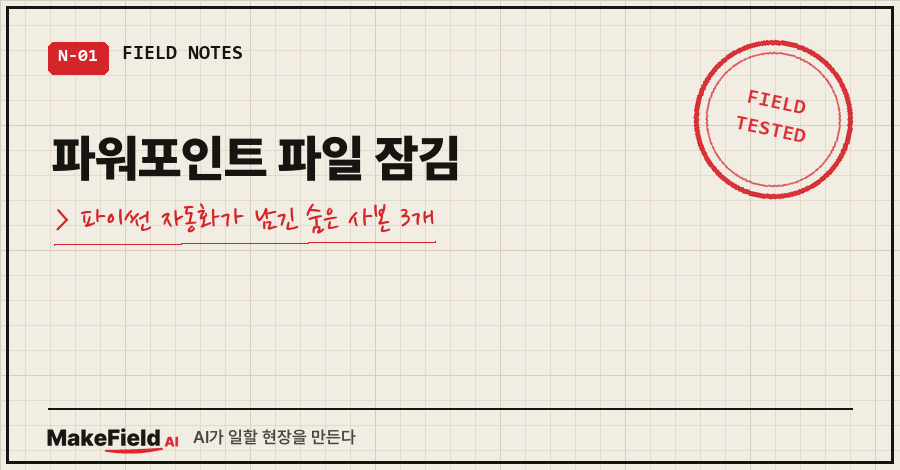 N-01 FIELD NOTES
FIELD
TESTED
파워포인트 파일 잠김
> 파이썬 자동화가 남긴 숨은 사본 3개
MakeField AI AI가 일할 현장을 만든다